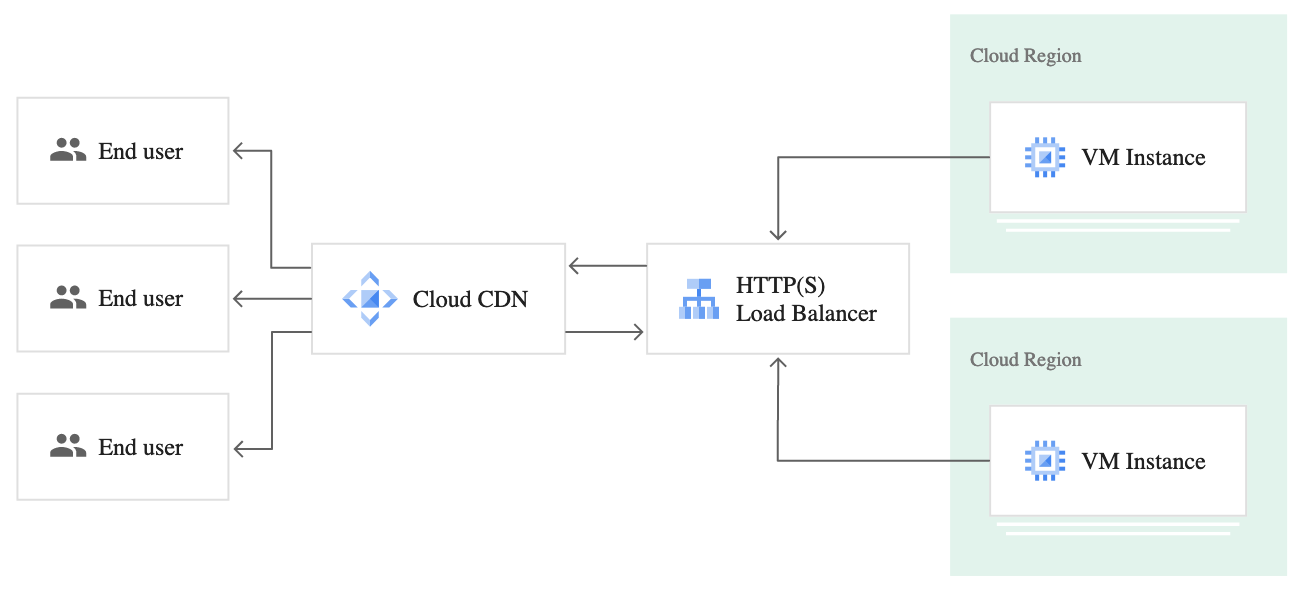 Cloud Region
End user
VM Instance
End user
Cloud CDN
HTTP(S)
Load Balancer
Cloud Region
End user
VM Instance